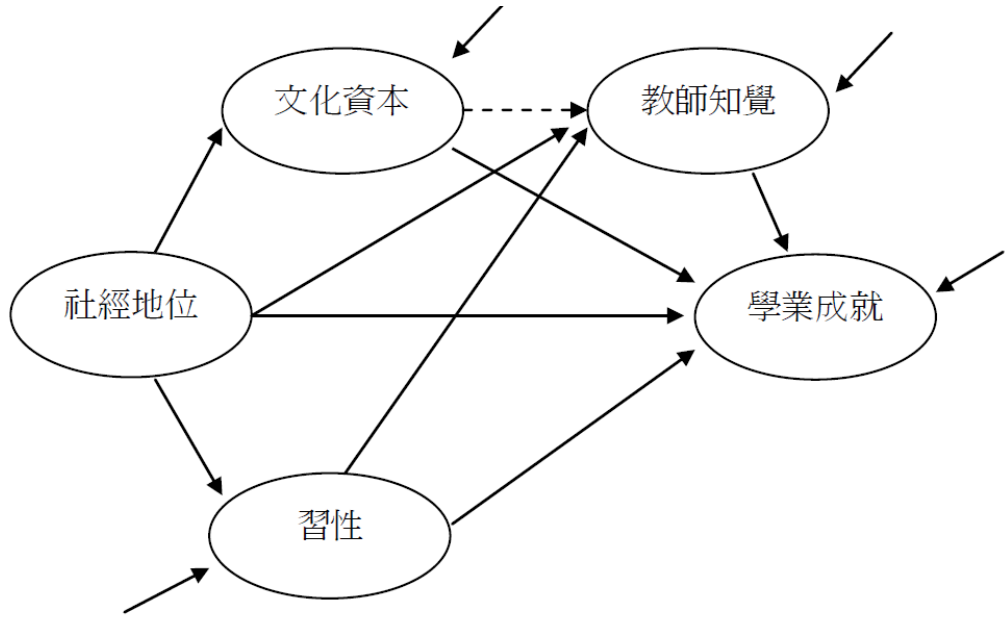 文化資本
教師知覺
社經地位
學業成就
習性